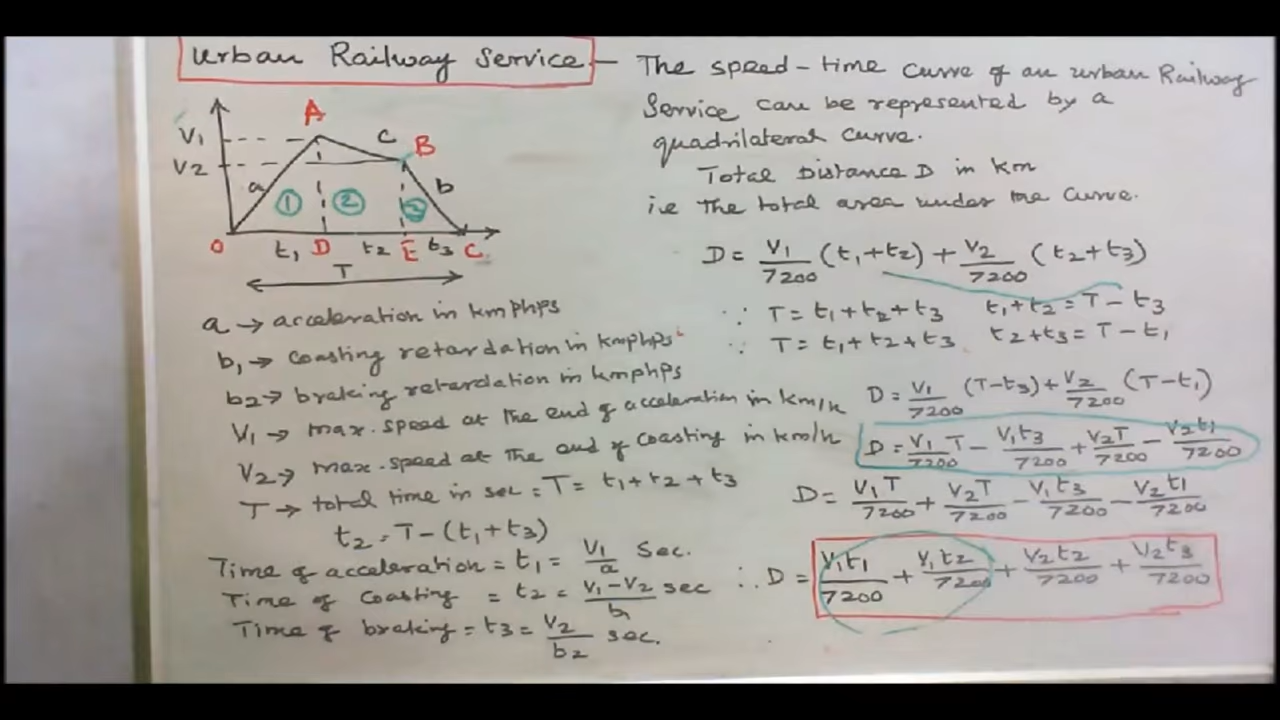 Urban Railway Service —
A
V1
C
B
V2
a
b
1
2
3
O
t1
D
t2
E
t3
C
T
a → acceleration in kmphps
b1 → coasting retardation in kmphps
b2 → braking retardation in kmphps
V1 → max. speed at the end of acceleration in km/h
V2 → max. speed at the end of coasting in km/h
T → total time in sec = T = t1 + t2 + t3
t2 = T - (t1 + t3)
Time of acceleration = t1 = V1/a sec.
Time of coasting = t2 = V1-V2/b1 sec
Time of braking = t3 = V2/b2 sec.
The speed-time curve of an urban Railway
Service can be represented by a
quadrilateral curve.
Total Distance D in km
i.e the total area under the curve.
D = V1/7200 (t1+t2) + V2/7200 (t2+t3)
∵ T = t1 + t2 + t3 t1+t2 = T - t3
∵ T = t1 + t2 + t3 t2+t3 = T - t1
D = V1/7200 (T-t3) + V2/7200 (T-t1)
D = V1/7200 T - V1t3/7200 + V2T/7200 - V2t1/7200
D = V1T/7200 + V2T/7200 - V1t3/7200 - V2t1/7200
∴ D = V1t1/7200 + V1t2/7200 + V2t2/7200 + V2t3/7200